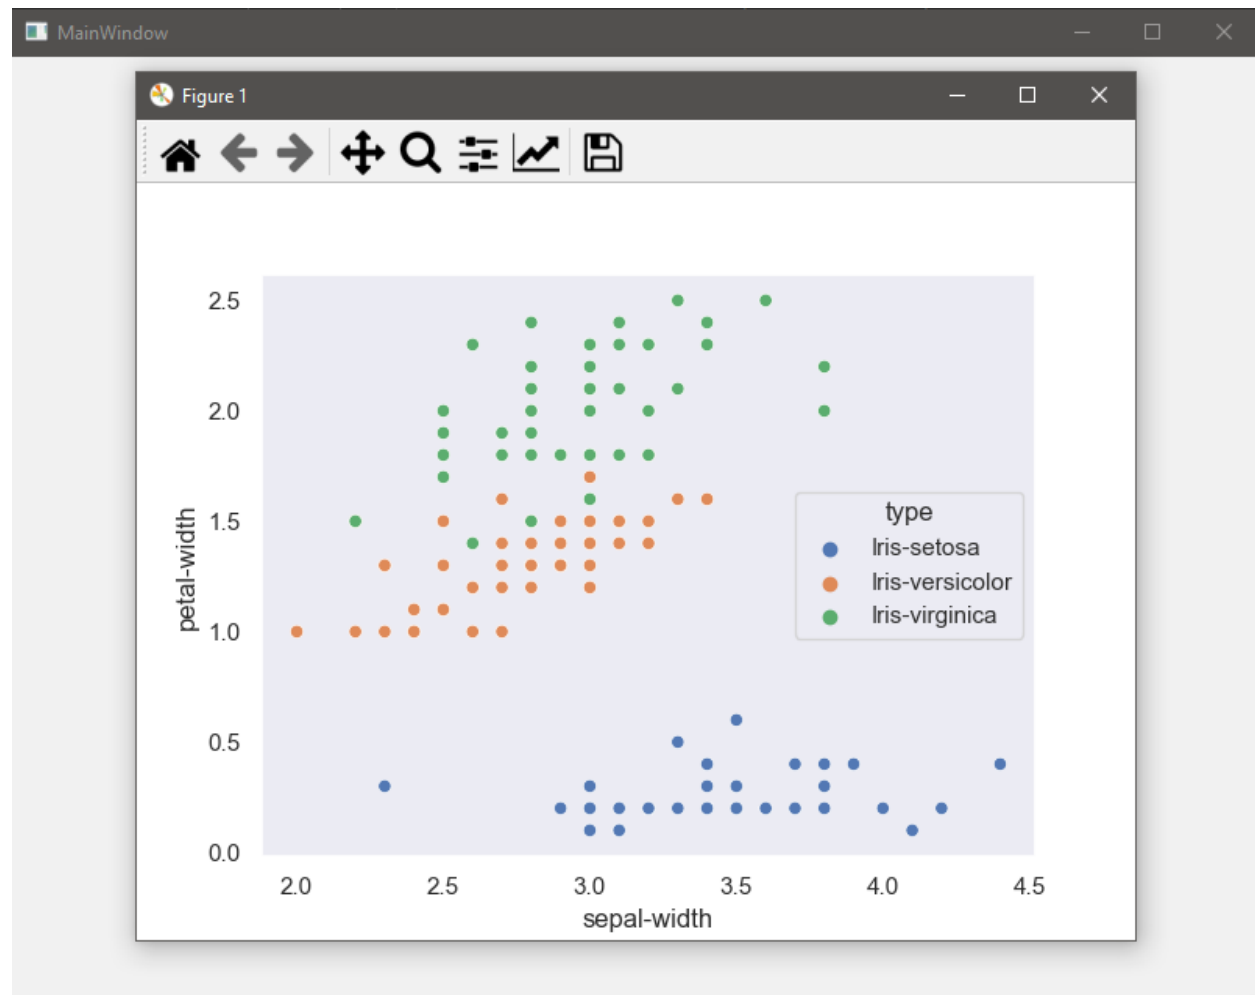 MainWindow
Figure 1
2.5
2.0
1.5
1.0
0.5
0.0
petal-width
type
Iris-setosa
Iris-versicolor
Iris-virginica
2.0 2.5 3.0 3.5 4.0 4.5
sepal-width